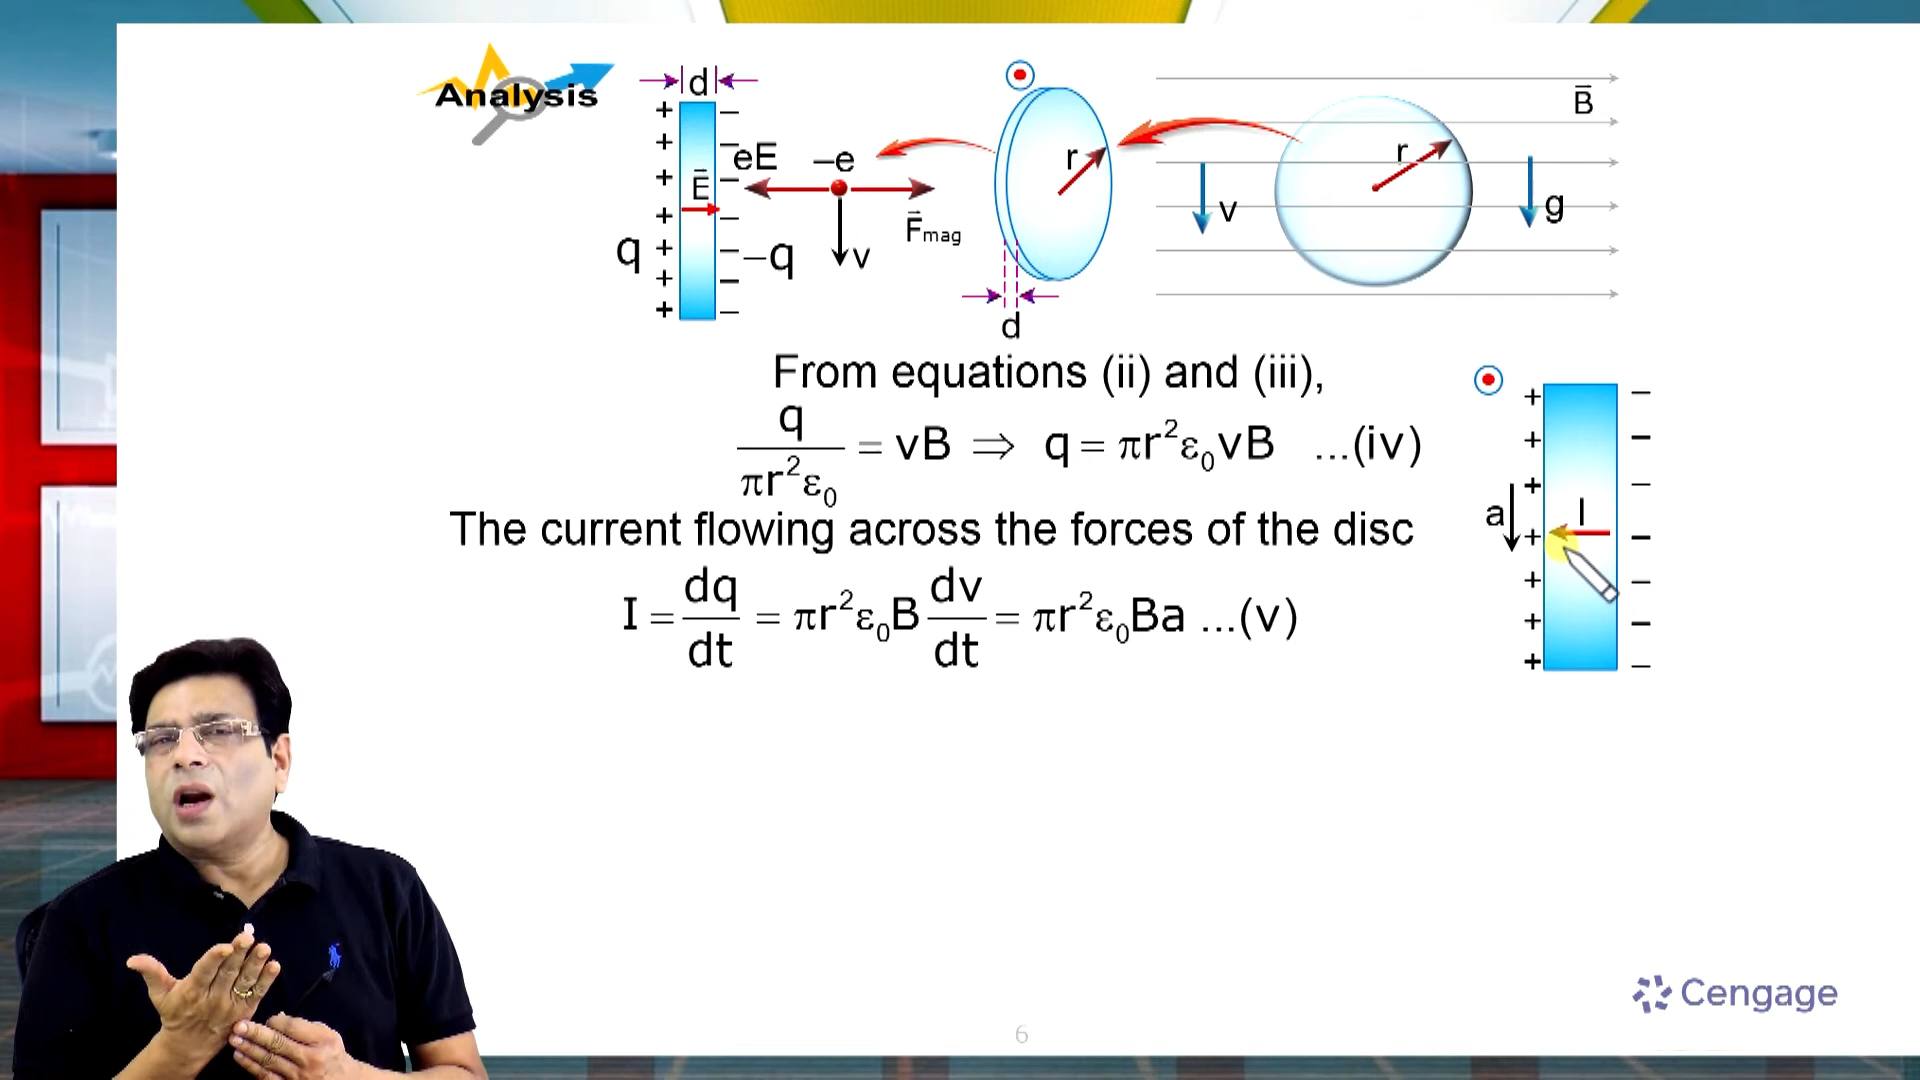 Analysis
d
+ −
eE −e
Ē
F⃗mag
q −q
v
r
d
r
B̄
v
g
From equations (ii) and (iii),
q/πr²ε₀ = vB ⇒ q = πr²ε₀vB ...(iv)
The current flowing across the forces of the disc
I = dq/dt = πr²ε₀B dv/dt = πr²ε₀Ba ...(v)
a
I
Cengage
6